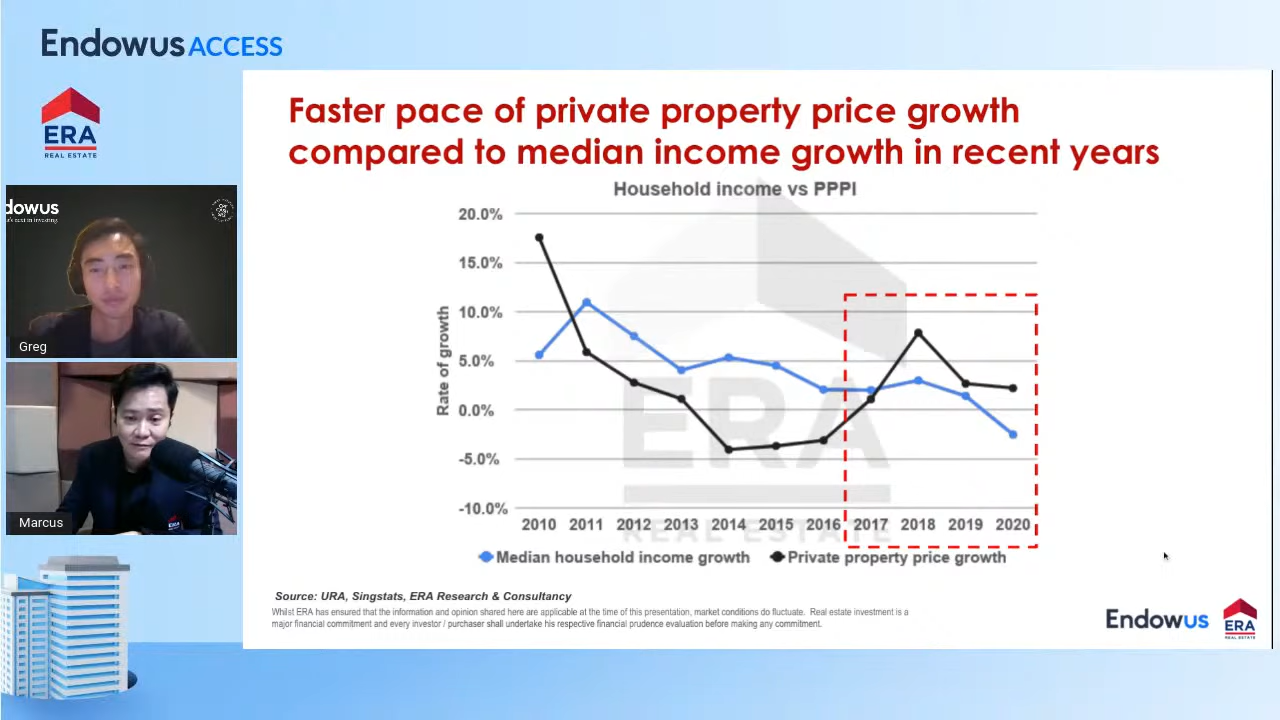 Endowus ACCESS
ERA
REAL ESTATE
dowus
Greg
Marcus
Faster pace of private property price growth
compared to median income growth in recent years
Household income vs PPPI
Rate of growth
20.0%
15.0%
10.0%
5.0%
0.0%
-5.0%
-10.0%
2010 2011 2012 2013 2014 2015 2016 2017 2018 2019 2020
Median household income growth Private property price growth
ERA
REAL ESTATE
Source: URA, Singstats, ERA Research & Consultancy
Whilst ERA has ensured that the information and opinion shared here are applicable at the time of this presentation, market conditions do fluctuate. Real estate investment is a
major financial commitment and every investor / purchaser shall undertake his respective financial prudence evaluation before making any commitment.
Endowus
ERA
REAL ESTATE